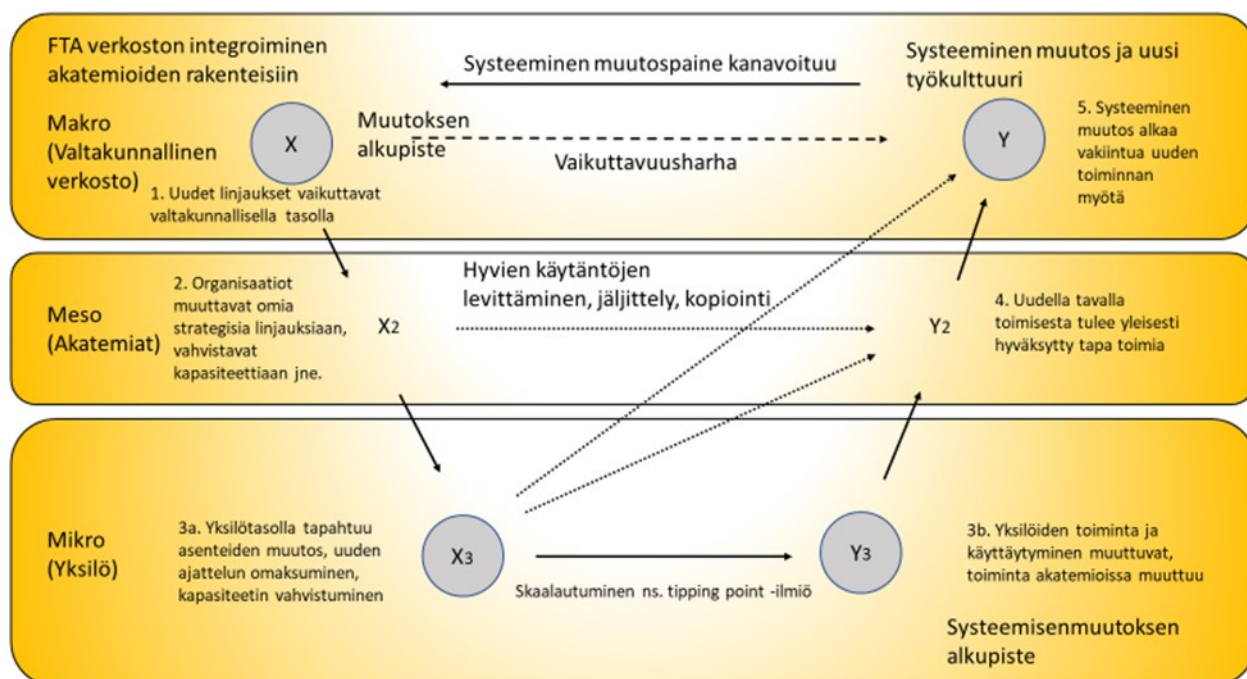 FTA verkoston integroiminen
akatemioiden rakenteisiin
Systeeminen muutospaine kanavoituu
Systeeminen muutos ja uusi
työkulttuuri
Makro
(Valtakunnallinen
verkosto)
X
Muutoksen
alkupiste
Vaikuttavuusharha
Y
5. Systeeminen
muutos alkaa
vakiintua uuden
toiminnan
myötä
1. Uudet linjaukset vaikuttavat
valtakunnallisella tasolla
Meso
(Akatemiat)
2. Organisaatiot
muuttavat omia
strategisia linjauksiaan,
vahvistavat
kapasiteettiaan jne.
X2
Hyvien käytäntöjen
levittäminen, jäljittely, kopiointi
Y2
4. Uudella tavalla
toimisesta tulee yleisesti
hyväksytty tapa toimia
Mikro
(Yksilö)
3a. Yksilötasolla tapahtuu
asenteiden muutos, uuden
ajattelun omaksuminen,
kapasiteetin vahvistuminen
X3
Skaalautuminen ns. tipping point -ilmiö
Y3
3b. Yksilöiden toiminta ja
käyttäytyminen muuttuvat,
toiminta akatemioissa muuttuu
Systeemisenmuutoksen
alkupiste